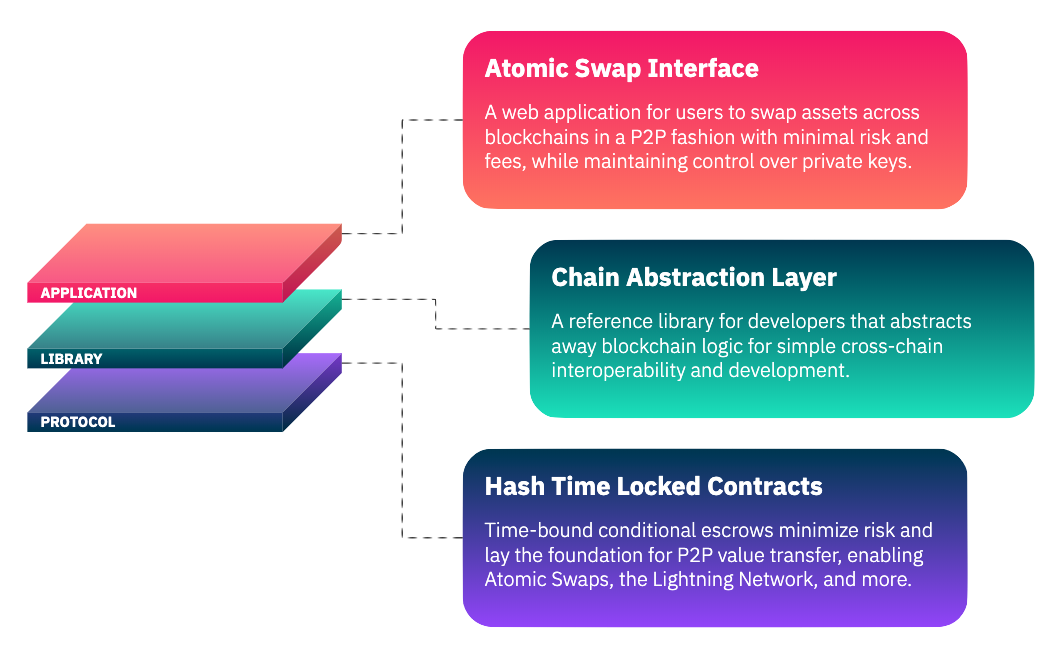 Atomic Swap Interface
A web application for users to swap assets across
blockchains in a P2P fashion with minimal risk and
fees, while maintaining control over private keys.
APPLICATION
LIBRARY
PROTOCOL
Chain Abstraction Layer
A reference library for developers that abstracts
away blockchain logic for simple cross-chain
interoperability and development.
Hash Time Locked Contracts
Time-bound conditional escrows minimize risk and
lay the foundation for P2P value transfer, enabling
Atomic Swaps, the Lightning Network, and more.